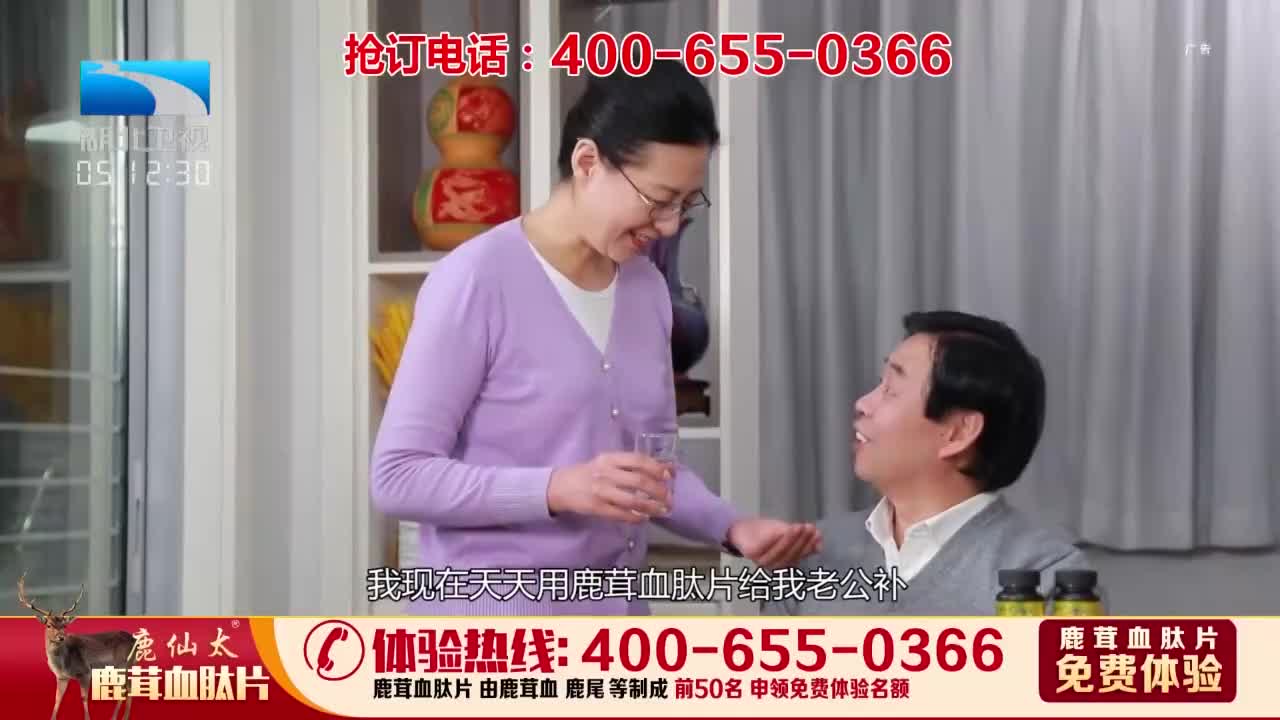 抢订电话：400-655-0366
广告
湖北卫视
05:12:30
我现在天天用鹿茸血肽片给我老公补
鹿仙太®
鹿茸血肽片
体验热线：400-655-0366
鹿茸血肽片 由鹿茸血 鹿尾 等制成 前50名 申领免费体验名额
鹿茸血肽片
免费体验